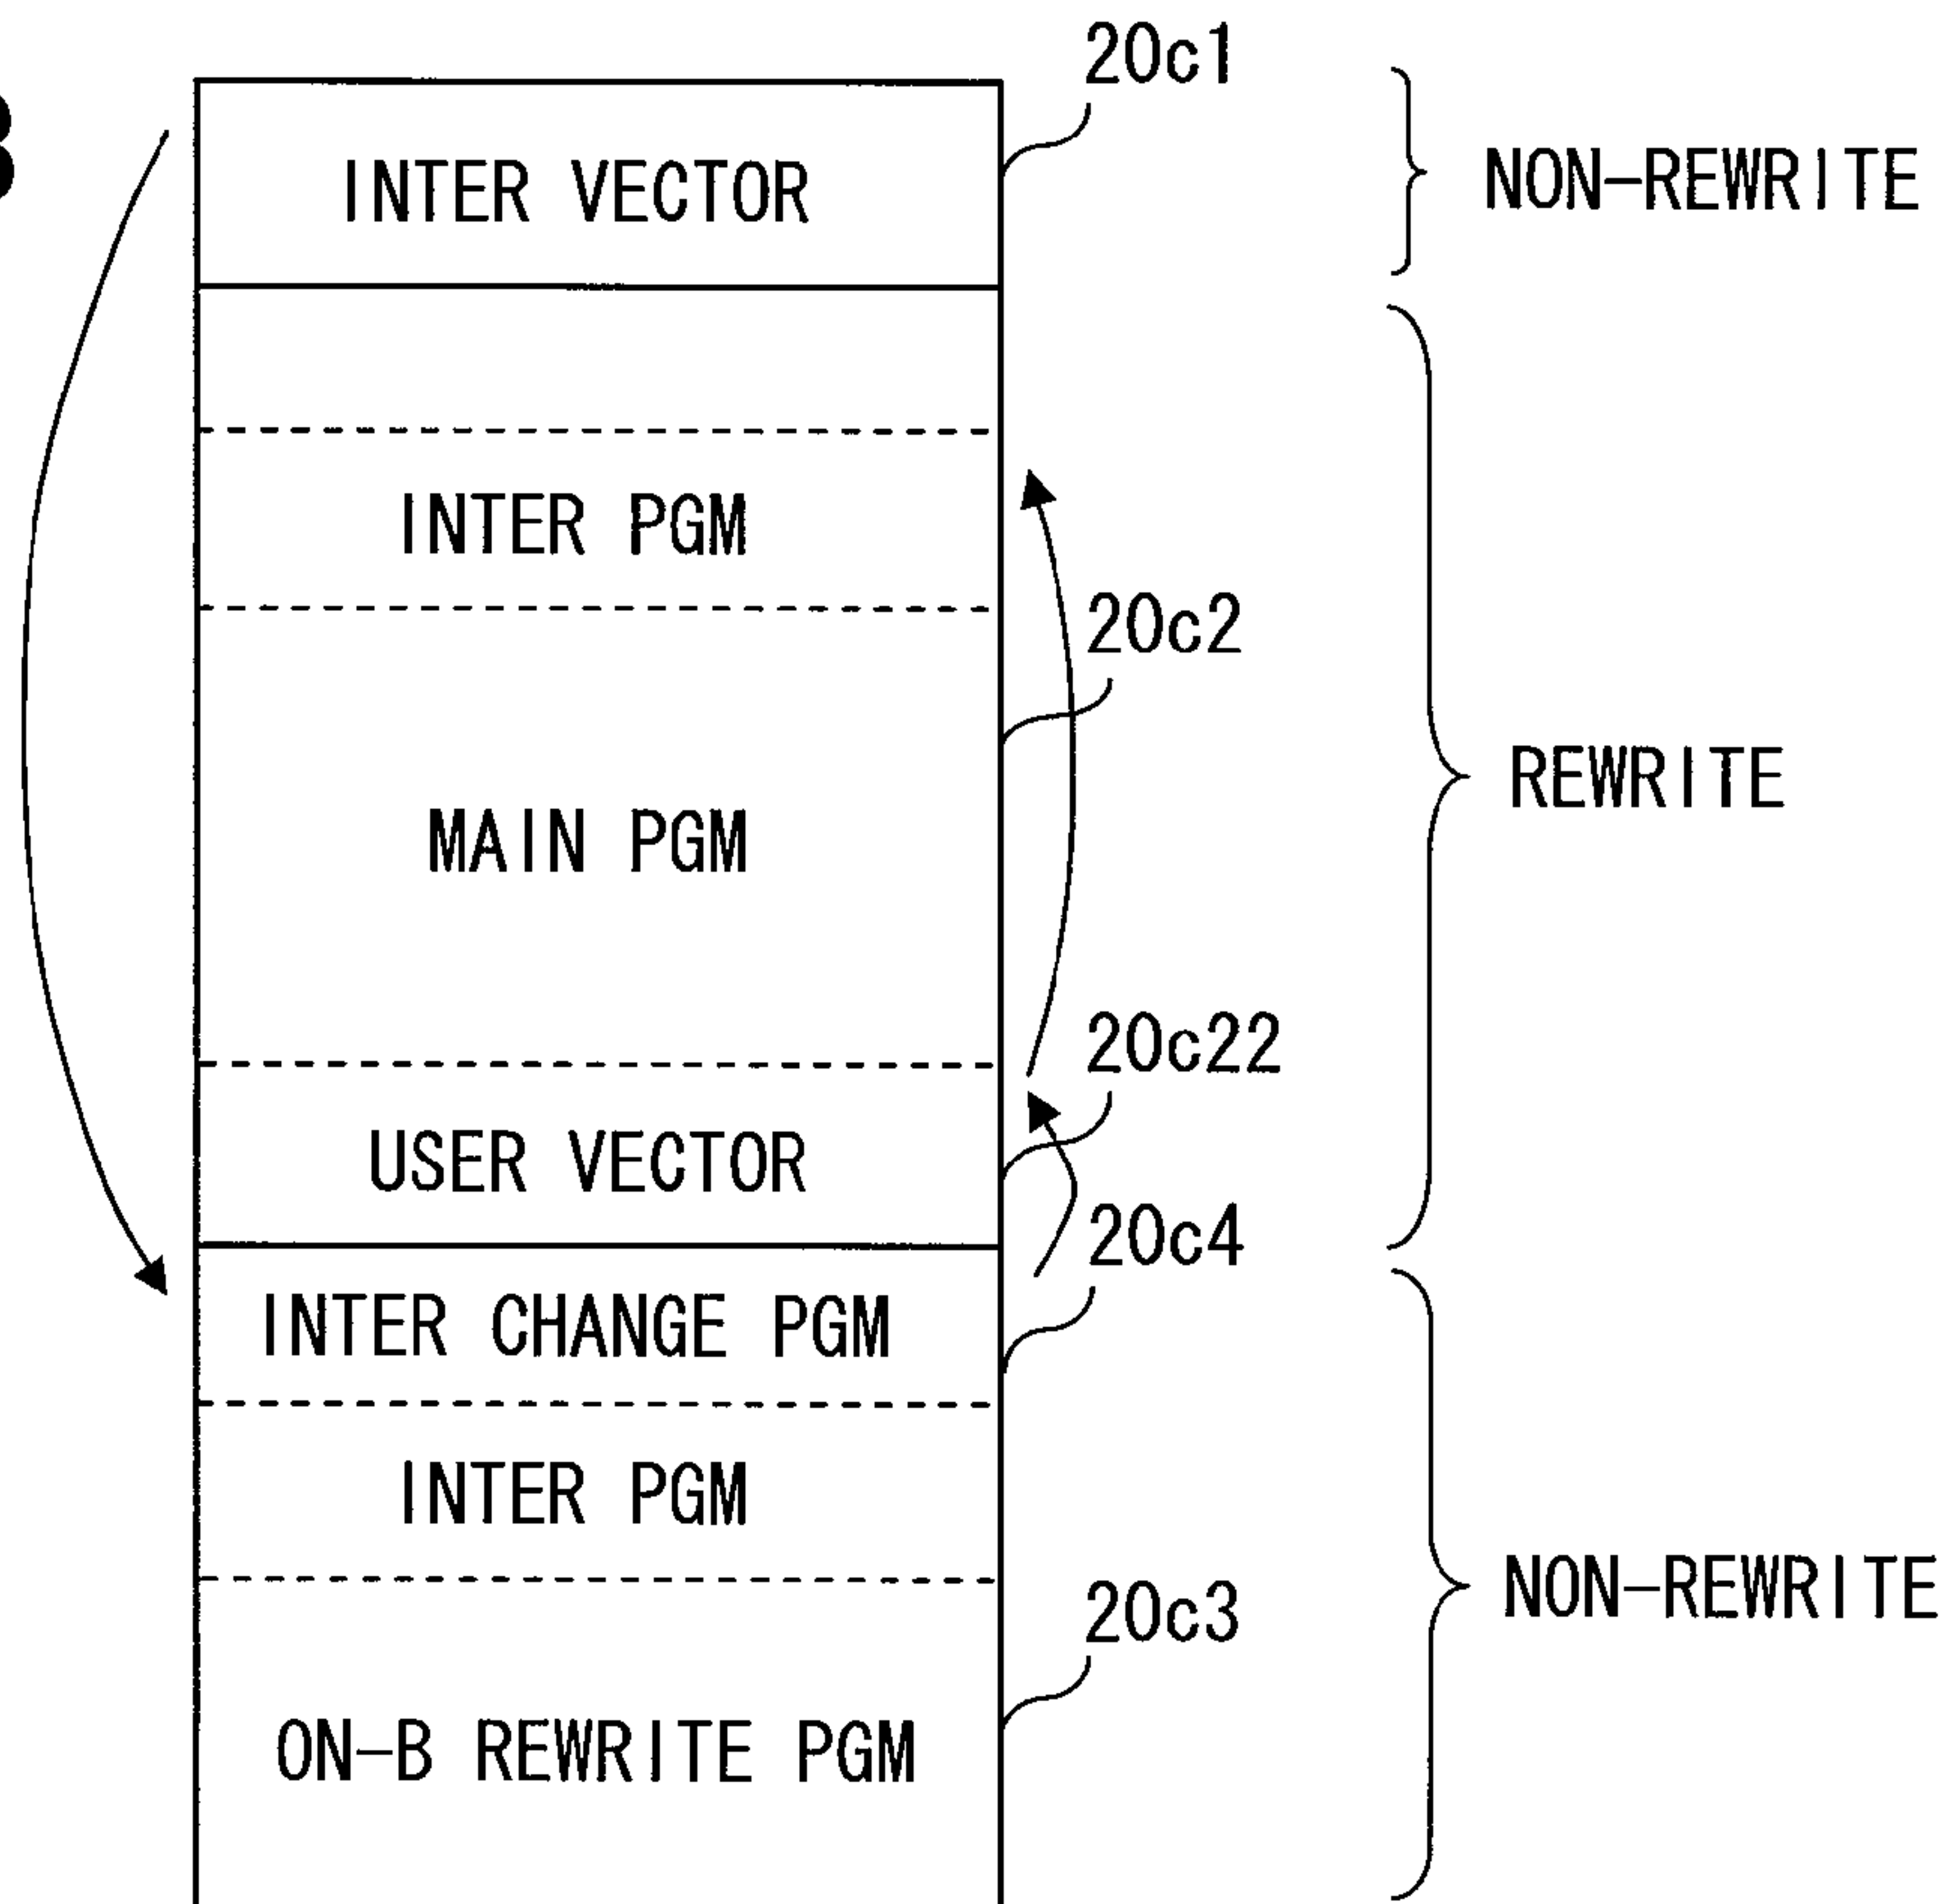 20c1
INTER VECTOR
NON-REWRITE
INTER PGM
20c2
REWRITE
MAIN PGM
20c22
USER VECTOR
20c4
INTER CHANGE PGM
INTER PGM
NON-REWRITE
20c3
ON-B REWRITE PGM